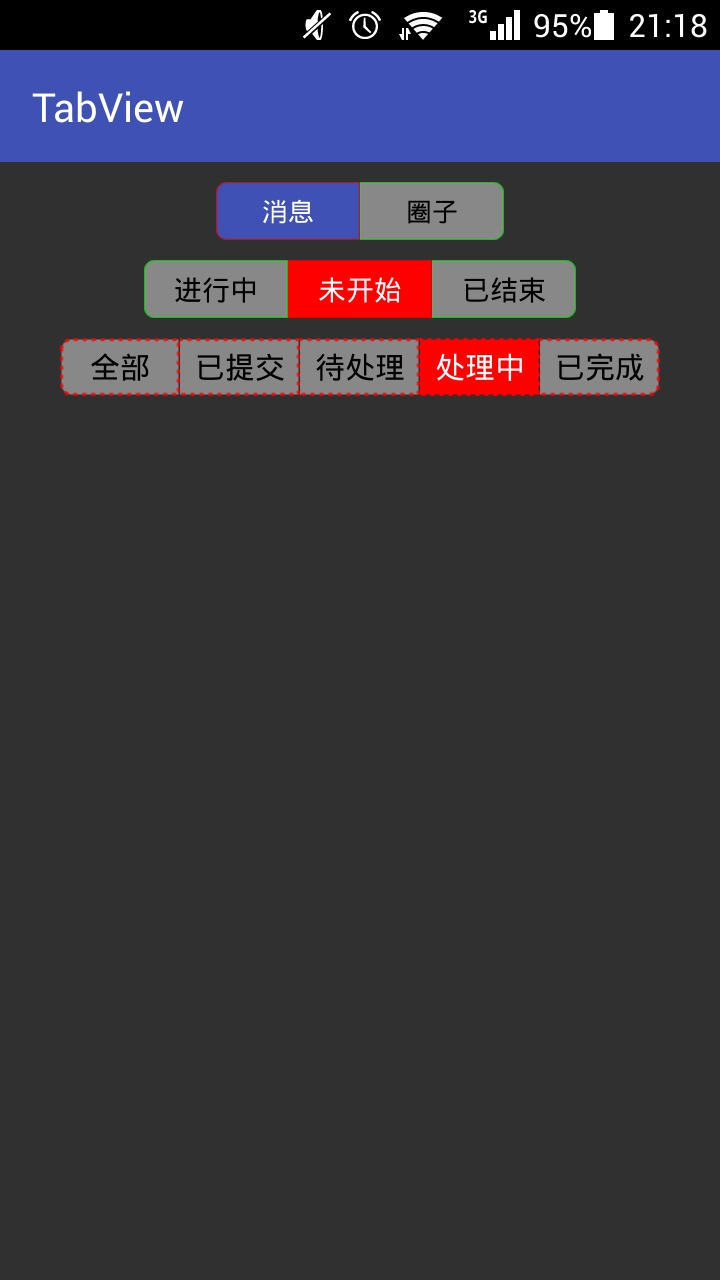 3G 95% 21:18
TabView
消息 圈子
进行中 未开始 已结束
全部 已提交 待处理 处理中 已完成